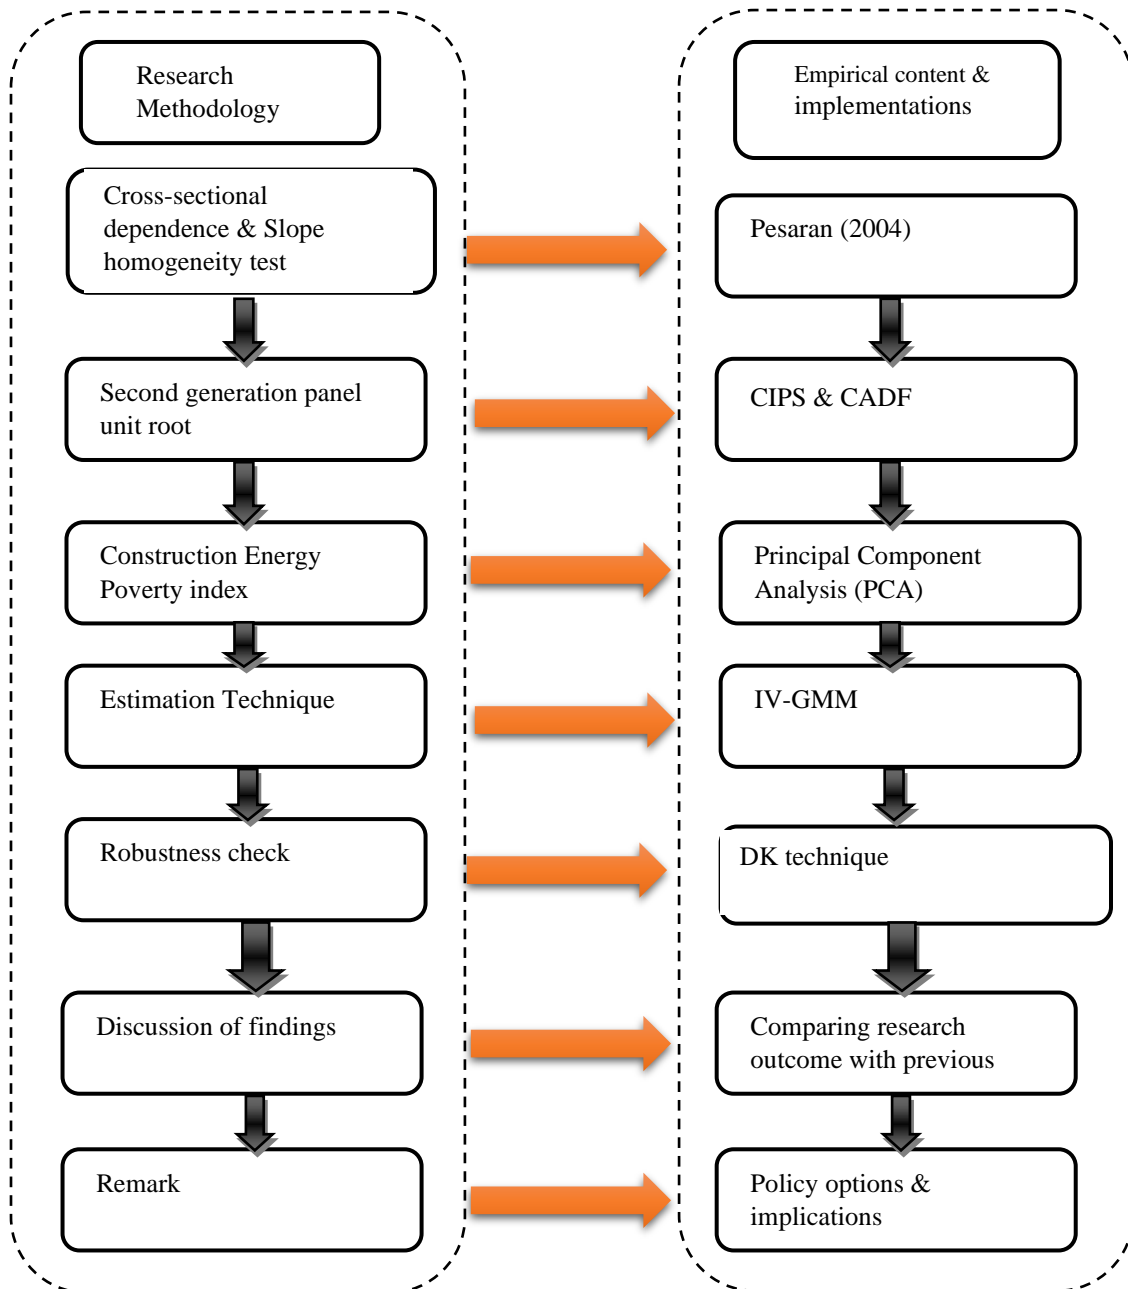 Research
Methodology
Empirical content &
implementations
Cross-sectional
dependence & Slope
homogeneity test
Pesaran (2004)
Second generation panel
unit root
CIPS & CADF
Construction Energy
Poverty index
Principal Component
Analysis (PCA)
Estimation Technique
IV-GMM
Robustness check
DK technique
Discussion of findings
Comparing research
outcome with previous
Remark
Policy options &
implications